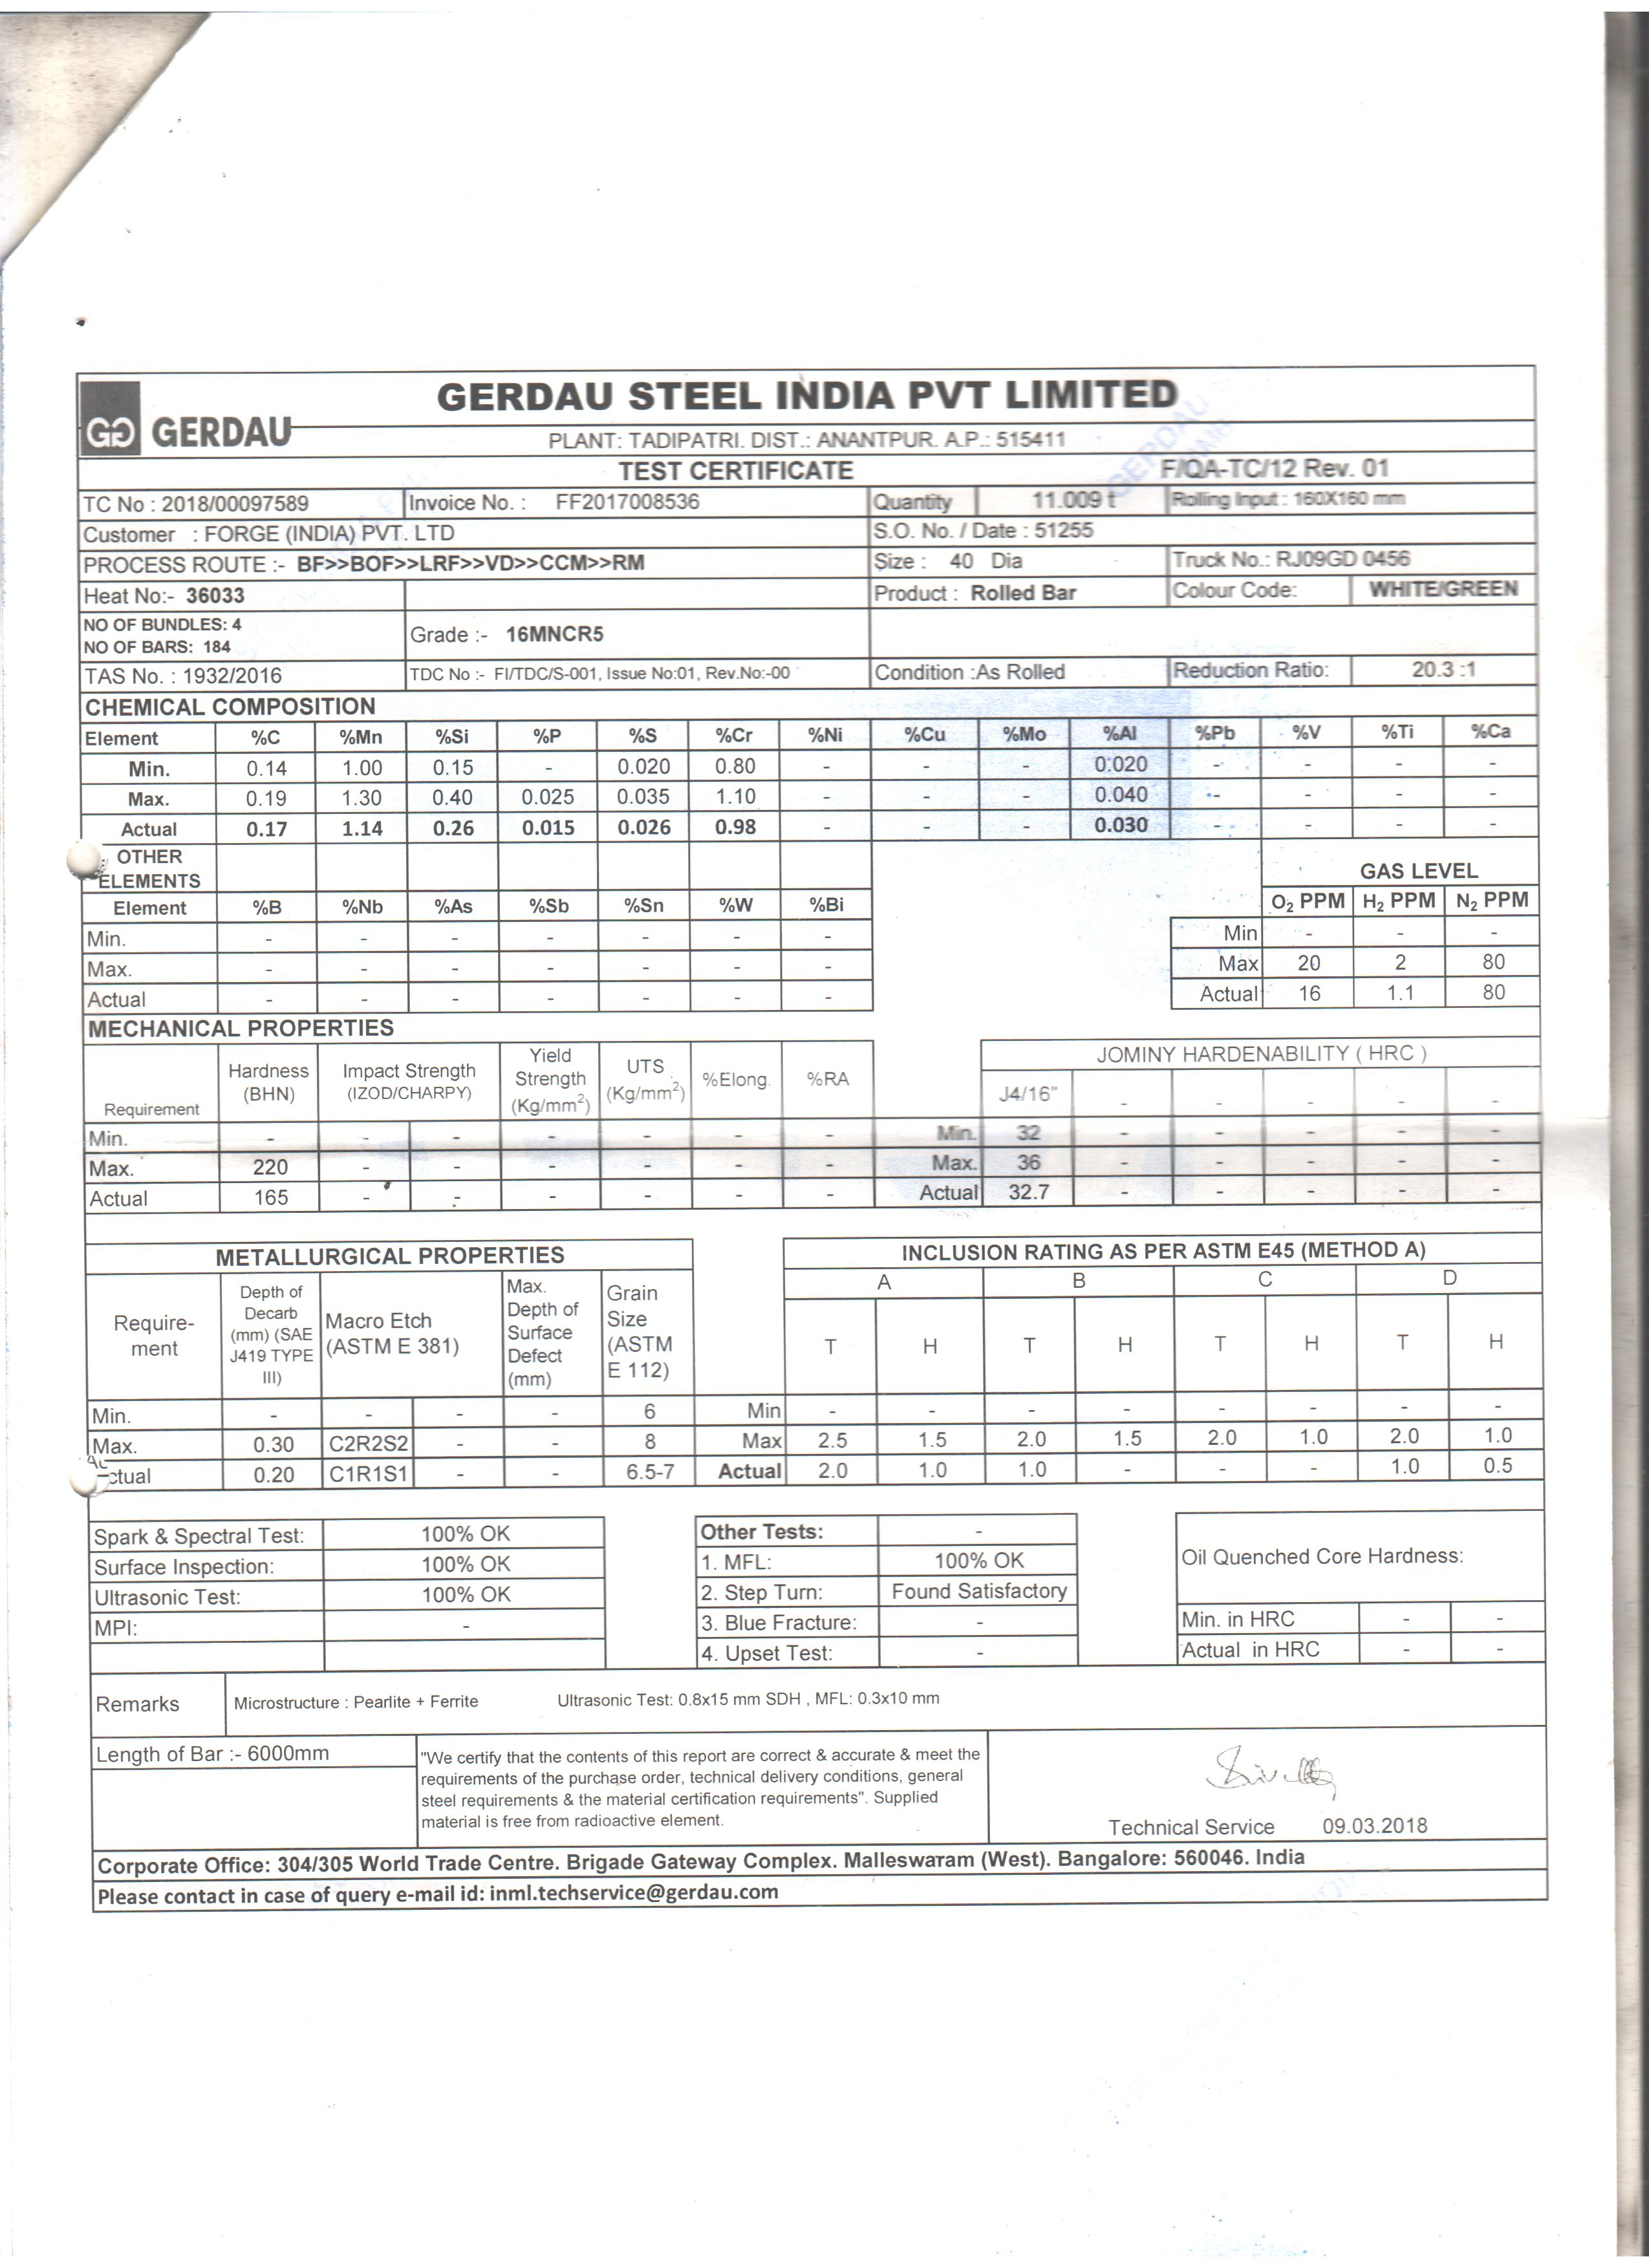 GERDAU STEEL INDIA PVT LIMITED
GERDAU
PLANT: TADIPATRI. DIST.: ANANTPUR. A.P.: 515411
TEST CERTIFICATE F/QA-TC/12 Rev. 01
TC No : 2018/00097589 Invoice No. : FF2017008536 Quantity 11.009 t Rolling Input : 160X160 mm
Customer : FORGE (INDIA) PVT. LTD S.O. No. / Date : 51255
PROCESS ROUTE :- BF>>BOF>>LRF>>VD>>CCM>>RM Size : 40 Dia Truck No.: RJ09GD 0456
Heat No:- 36033 Product : Rolled Bar Colour Code: WHITE/GREEN
NO OF BUNDLES: 4
NO OF BARS: 184
Grade :- 16MNCR5
TAS No. : 1932/2016 TDC No :- FI/TDC/S-001, Issue No:01, Rev.No:-00 Condition :As Rolled Reduction Ratio: 20.3 :1
CHEMICAL COMPOSITION
Element %C %Mn %Si %P %S %Cr %Ni %Cu %Mo %Al %Pb %V %Ti %Ca
Min. 0.14 1.00 0.15 - 0.020 0.80 - - - 0.020 - - - -
Max. 0.19 1.30 0.40 0.025 0.035 1.10 - - - 0.040 - - - -
Actual 0.17 1.14 0.26 0.015 0.026 0.98 - - - 0.030 - - - -
OTHER
ELEMENTS
GAS LEVEL
Element %B %Nb %As %Sb %Sn %W %Bi O2 PPM H2 PPM N2 PPM
Min. - - - - - - - Min - - -
Max. - - - - - - - Max 20 2 80
Actual - - - - - - - Actual 16 1.1 80
MECHANICAL PROPERTIES
Requirement Hardness (BHN) Impact Strength (IZOD/CHARPY) Yield Strength (Kg/mm2) UTS (Kg/mm2) %Elong. %RA JOMINY HARDENABILITY ( HRC )
J4/16" - - - - -
Min. - - - - - - - Min. 32 - - - - -
Max. 220 - - - - - - Max. 36 - - - - -
Actual 165 - - - - - - Actual 32.7 - - - - -
METALLURGICAL PROPERTIES INCLUSION RATING AS PER ASTM E45 (METHOD A)
Require-ment Depth of Decarb (mm) (SAE J419 TYPE III) Macro Etch (ASTM E 381) Max. Depth of Surface Defect (mm) Grain Size (ASTM E 112)
A B C D
T H T H T H T H
Min. - - - - 6 Min - - - - - - - -
Max. 0.30 C2R2S2 - - 8 Max 2.5 1.5 2.0 1.5 2.0 1.0 2.0 1.0
Actual 0.20 C1R1S1 - - 6.5-7 Actual 2.0 1.0 1.0 - - - 1.0 0.5
Spark & Spectral Test: 100% OK Other Tests: -
Surface Inspection: 100% OK 1. MFL: 100% OK Oil Quenched Core Hardness:
Ultrasonic Test: 100% OK 2. Step Turn: Found Satisfactory
MPI: - 3. Blue Fracture: - Min. in HRC - -
4. Upset Test: - Actual in HRC - -
Remarks Microstructure : Pearlite + Ferrite Ultrasonic Test: 0.8x15 mm SDH , MFL: 0.3x10 mm
Length of Bar :- 6000mm
"We certify that the contents of this report are correct & accurate & meet the
requirements of the purchase order, technical delivery conditions, general
steel requirements & the material certification requirements". Supplied
material is free from radioactive element.
Technical Service 09.03.2018
Corporate Office: 304/305 World Trade Centre. Brigade Gateway Complex. Malleswaram (West). Bangalore: 560046. India
Please contact in case of query e-mail id: inml.techservice@gerdau.com